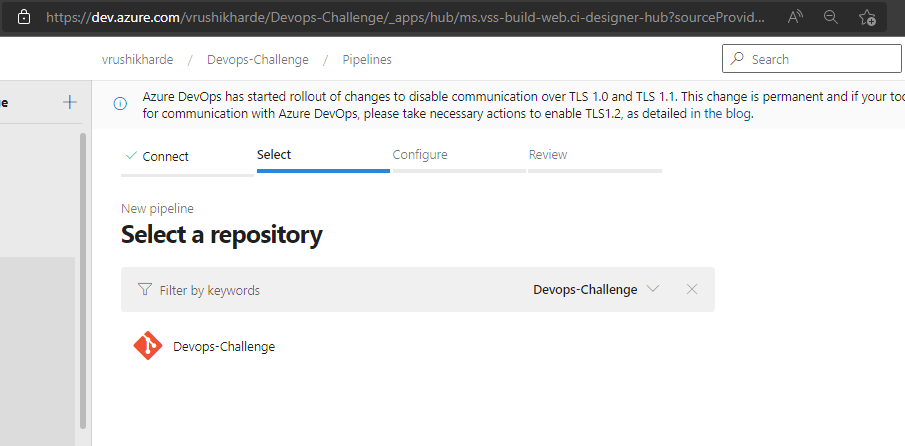 https://dev.azure.com/vrushikharde/Devops-Challenge/_apps/hub/ms.vss-build-web.ci-designer-hub?sourceProvid...
vrushikharde / Devops-Challenge / Pipelines
Search
Azure DevOps has started rollout of changes to disable communication over TLS 1.0 and TLS 1.1. This change is permanent and if your too
for communication with Azure DevOps, please take necessary actions to enable TLS1.2, as detailed in the blog.
Connect Select Configure Review
New pipeline
Select a repository
Filter by keywords Devops-Challenge
Devops-Challenge